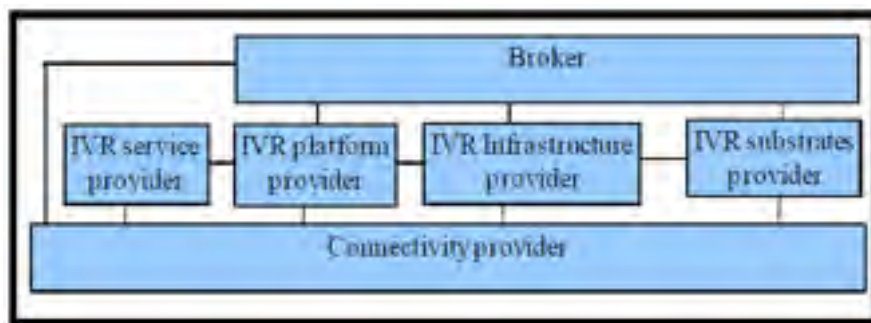 Broker
IVR service
provider
IVR platform
provider
IVR Infrastructure
provider
IVR substrates
provider
Connectivity provider